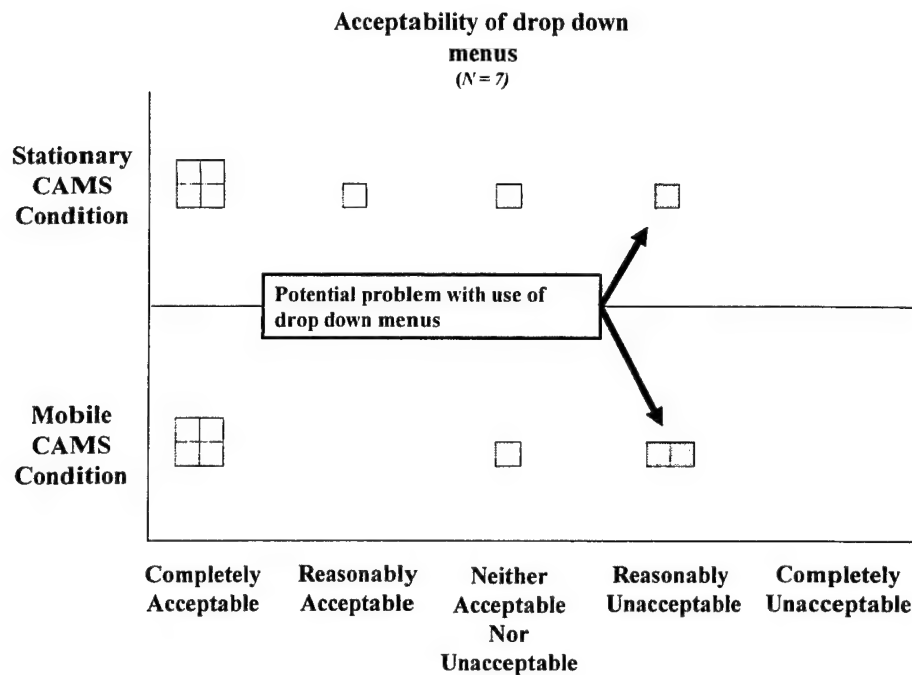 Acceptability of drop down
menus
(N = 7)
Stationary
CAMS
Condition
Potential problem with use of
drop down menus
Mobile
CAMS
Condition
Completely
Acceptable
Reasonably
Acceptable
Neither
Acceptable
Nor
Unacceptable
Reasonably
Unacceptable
Completely
Unacceptable